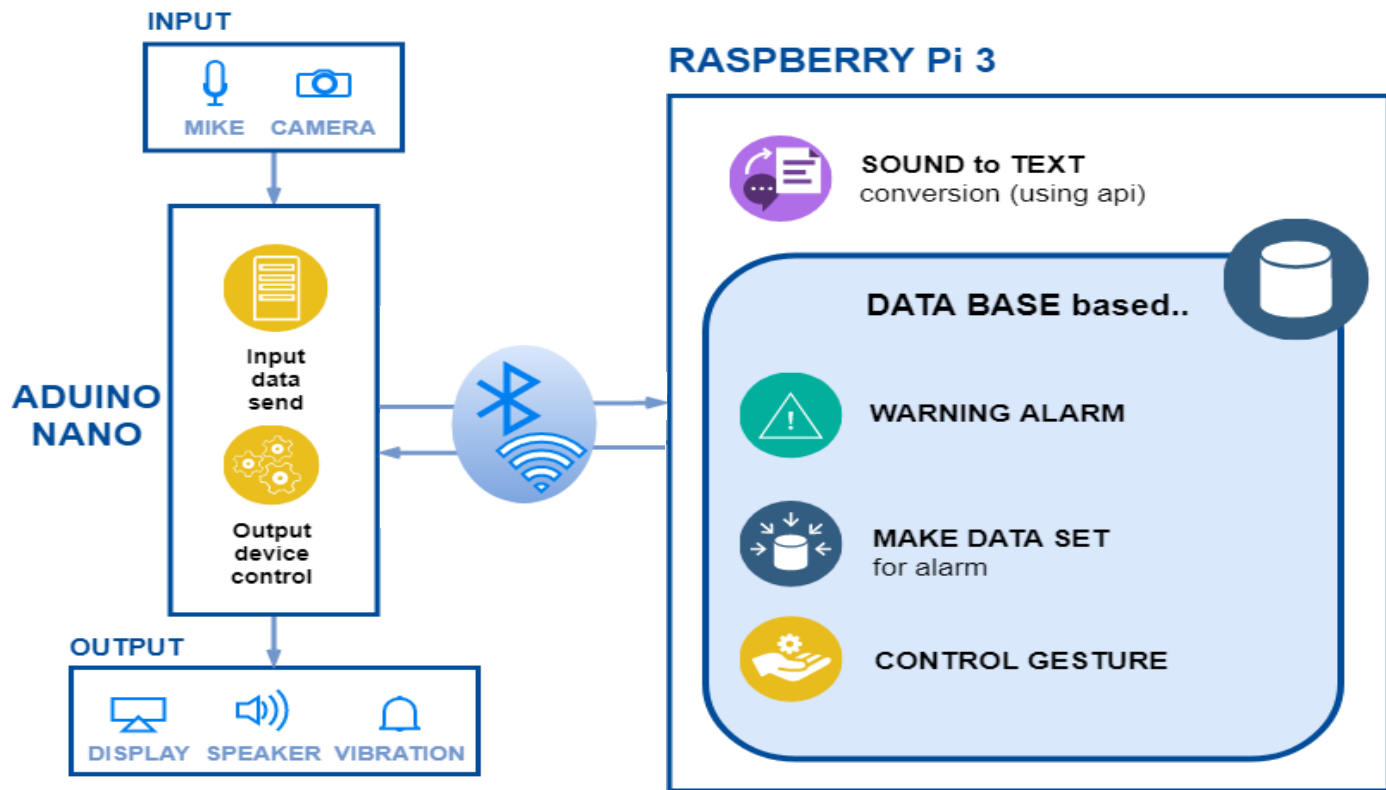 INPUT
MIKE CAMERA
ADUINO
NANO
Input
data
send
Output
device
control
OUTPUT
DISPLAY SPEAKER VIBRATION
RASPBERRY Pi 3
SOUND to TEXT
conversion (using api)
DATA BASE based..
WARNING ALARM
MAKE DATA SET
for alarm
CONTROL GESTURE